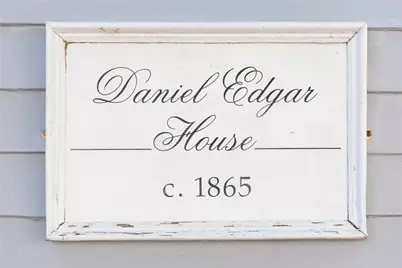 Daniel Edgar
House
c. 1865